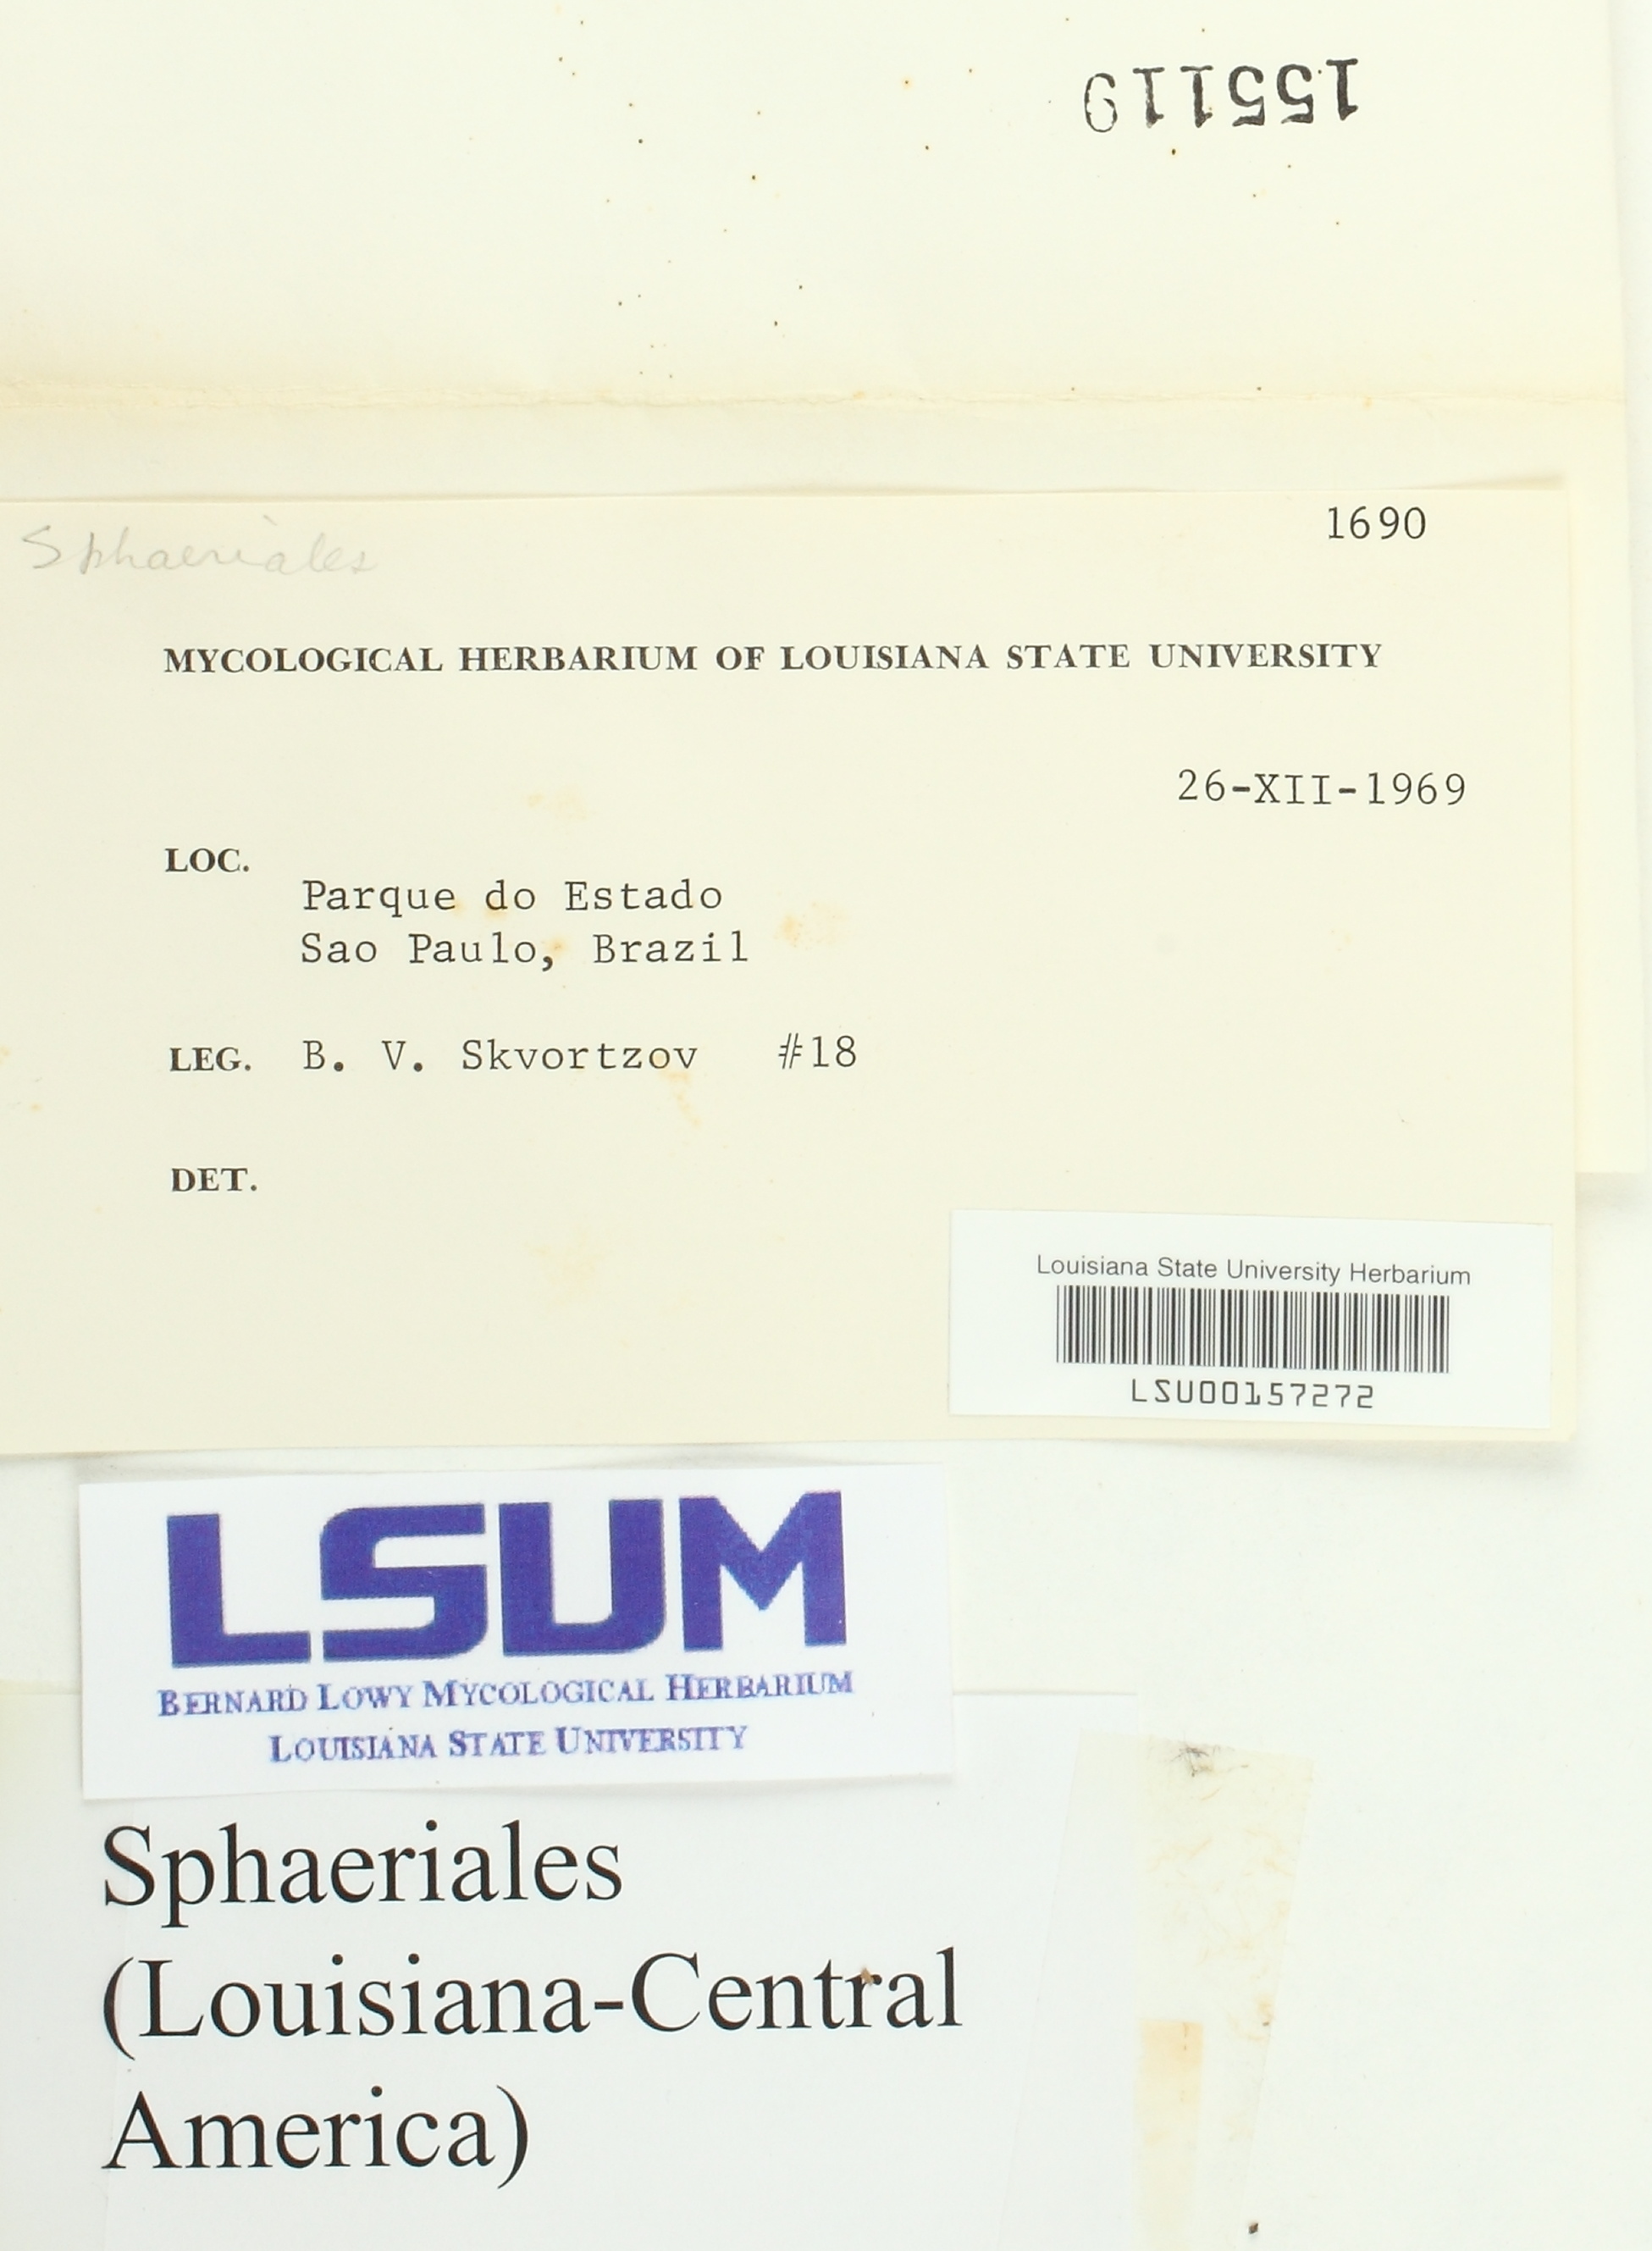 155119
Sphaeriales
1690
MYCOLOGICAL HERBARIUM OF LOUISIANA STATE UNIVERSITY
26-XII-1969
LOC.
Parque do Estado
Sao Paulo, Brazil
LEG. B. V. Skvortzov #18
DET.
Louisiana State University Herbarium
LSU00157272
LSUM
BERNARD LOWY MYCOLOGICAL HERBARIUM
LOUISIANA STATE UNIVERSITY
Sphaeriales
(Louisiana-Central
America)